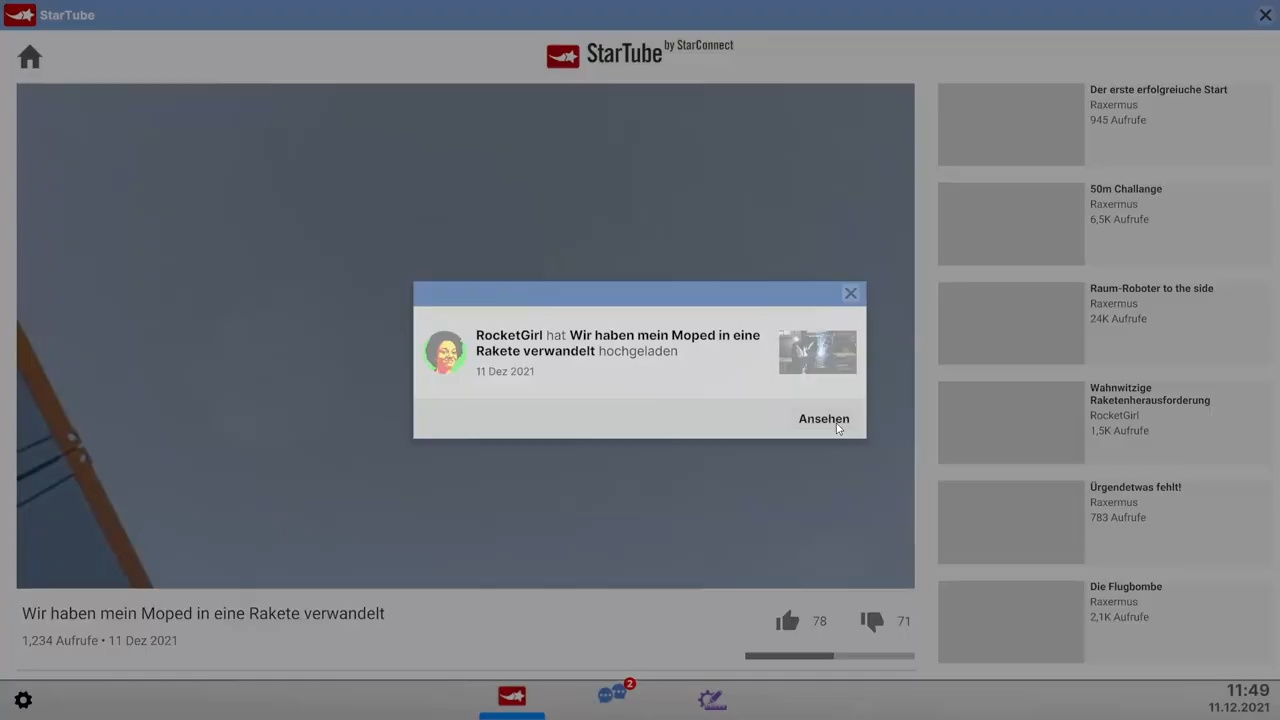 StarTube
StarTube by StarConnect
Der erste erfolgreiuche Start
Raxermus
945 Aufrufe
50m Challange
Raxermus
6,5K Aufrufe
Raum-Roboter to the side
Raxermus
24K Aufrufe
Wahnwitzige
Raketenherausforderung
RocketGirl
1,5K Aufrufe
Ürgendetwas fehlt!
Raxermus
783 Aufrufe
Die Flugbombe
Raxermus
2,1K Aufrufe
RocketGirl hat Wir haben mein Moped in eine
Rakete verwandelt hochgeladen
11 Dez 2021
Ansehen
Wir haben mein Moped in eine Rakete verwandelt
1,234 Aufrufe • 11 Dez 2021
78
71
2
11:49
11.12.2021